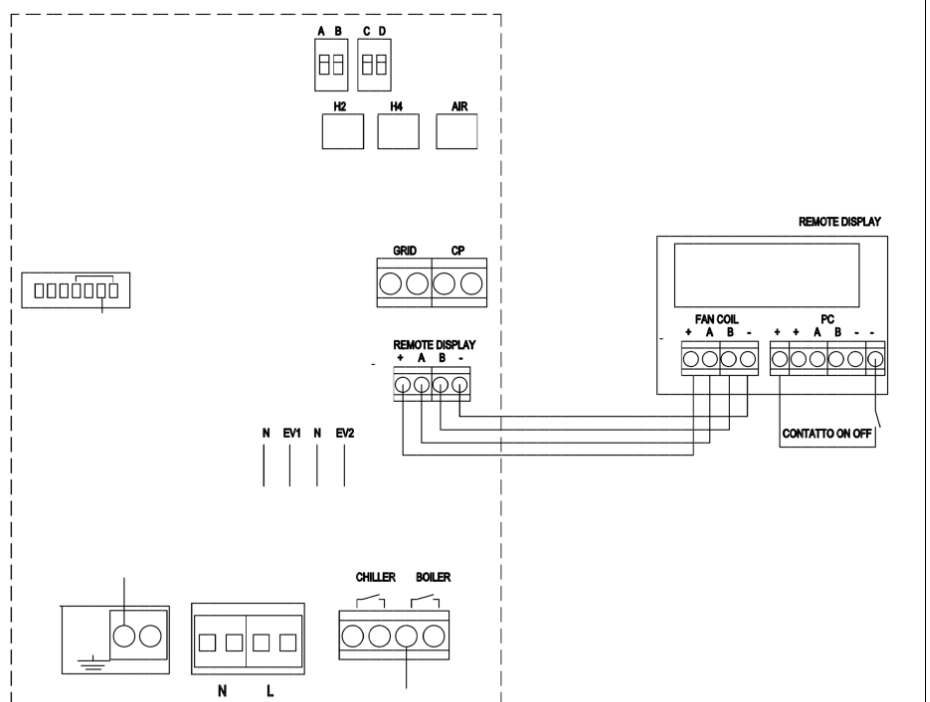 A B C D
H2 H4 AIR
REMOTE DISPLAY
GRID CP
FAN COIL PC
+ A B - + + A B - -
REMOTE DISPLAY
+ A B -
N EV1 N EV2
CONTATTO ON OFF
CHILLER BOILER
N L